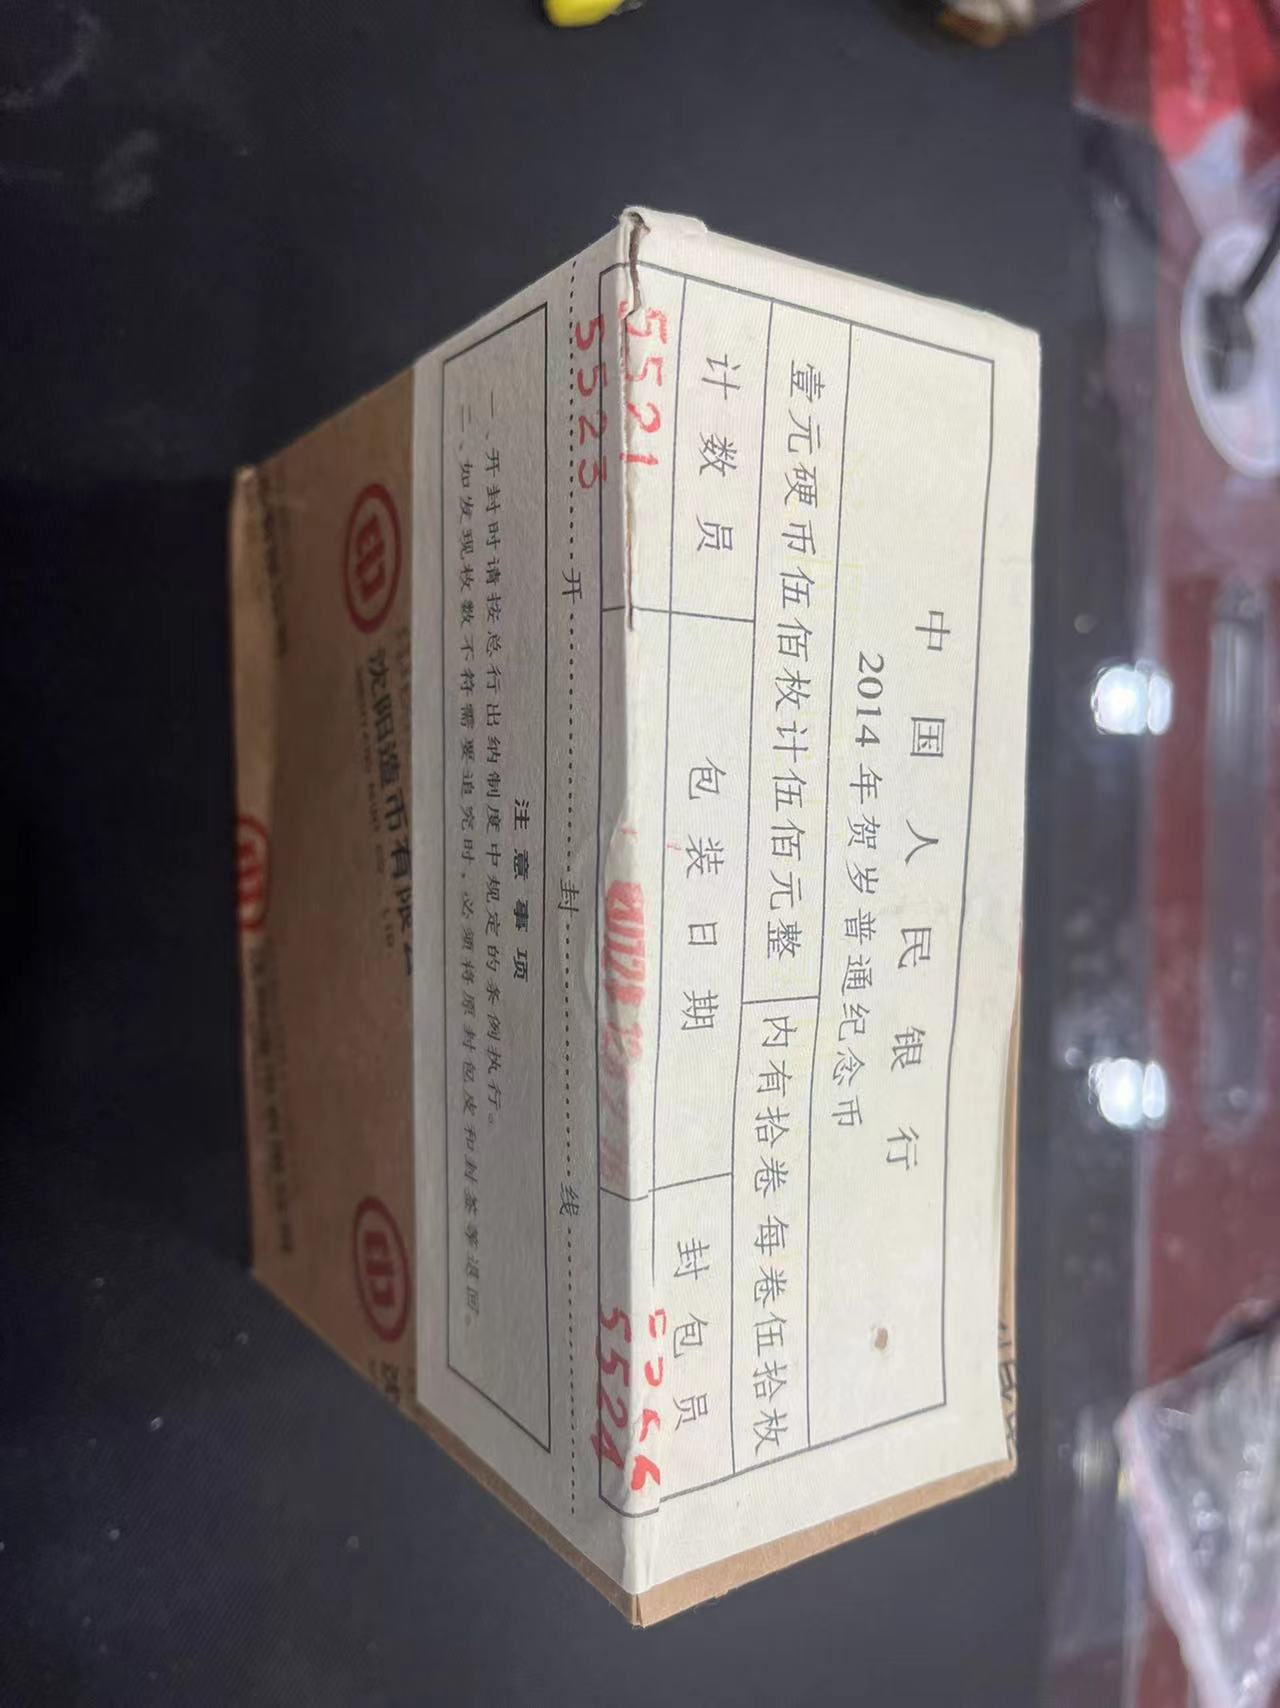 中国人民银行
2014年贺岁普通纪念币
壹元硬币伍佰枚计伍佰元整 内有拾卷 每卷伍拾枚
计数员 包装日期 封包员
5521
5523 5524
开 封 线
注意事项
一、开封时请按总行出纳制度中规定的条例执行。
二、如发现枚数不符需要追究时，必须将原封包皮和封签等退回。
沈阳造币有限公